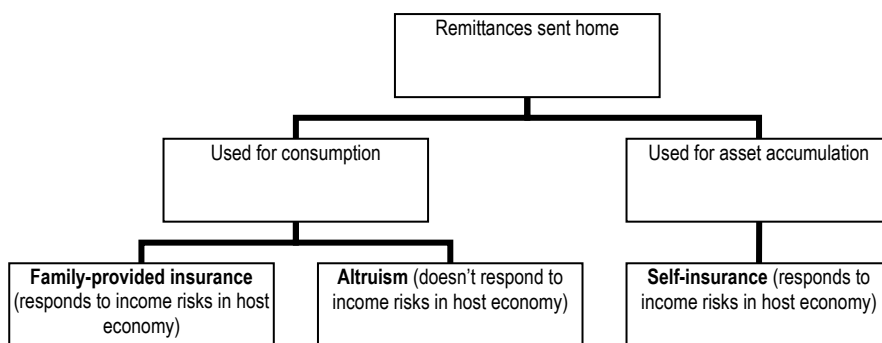 Remittances sent home
Used for consumption
Used for asset accumulation
Family-provided insurance
(responds to income risks in host
economy)
Altruism (doesn’t respond to
income risks in host economy)
Self-insurance (responds to
income risks in host economy)